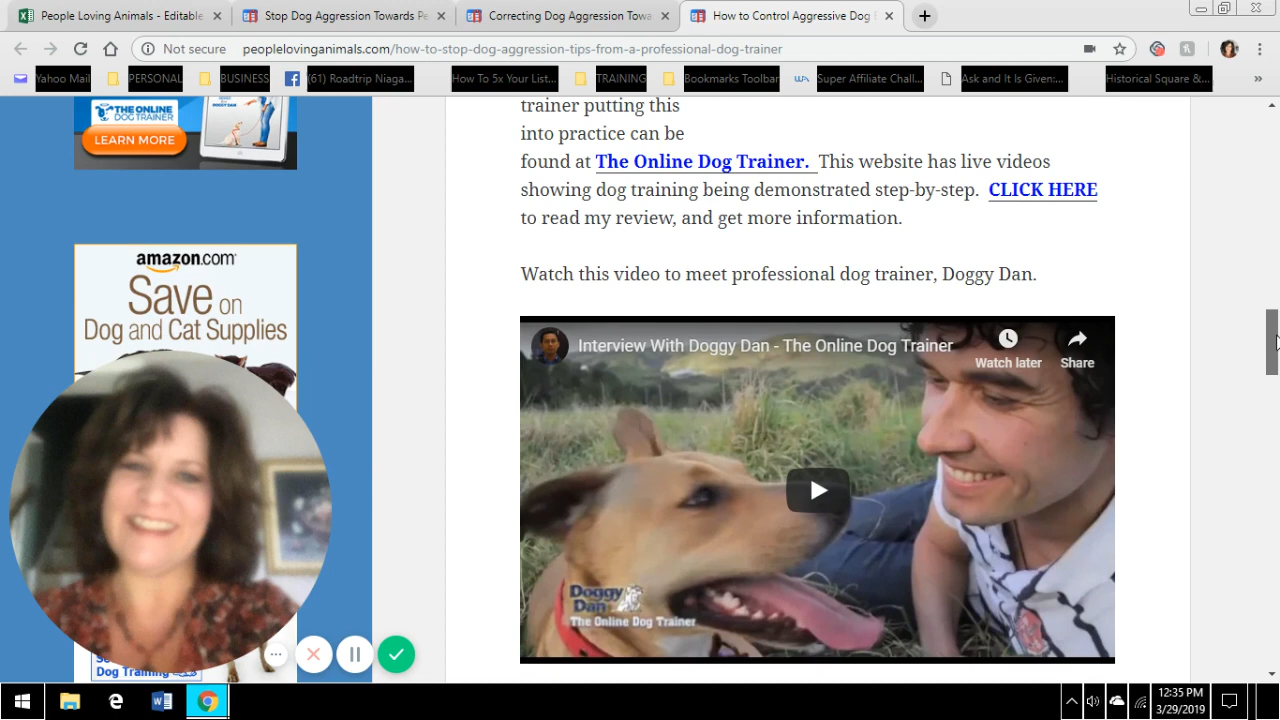 People Loving Animals - Editable
Stop Dog Aggression Towards Pe
Correcting Dog Aggression Towa
How to Control Aggressive Dog
Not secure
peoplelovinganimals.com/how-to-stop-dog-aggression-tips-from-a-professional-dog-trainer
Yahoo Mail
PERSONAL
BUSINESS
(61) Roadtrip Niaga...
How To 5x Your List...
TRAINING
Bookmarks Toolbar
Super Affiliate Chall...
Ask and It Is Given:...
Historical Square &...
»
THE ONLINE
DOG TRAINER
LEARN MORE
amazon.com
Save on
Dog and Cat Supplies
Dog Training
trainer putting this
into practice can be
found at The Online Dog Trainer. This website has live videos
showing dog training being demonstrated step-by-step. CLICK HERE
to read my review, and get more information.
Watch this video to meet professional dog trainer, Doggy Dan.
Interview With Doggy Dan - The Online Dog Trainer
Watch later
Share
Doggy
Dan
The Online Dog Trainer
12:35 PM
3/29/2019